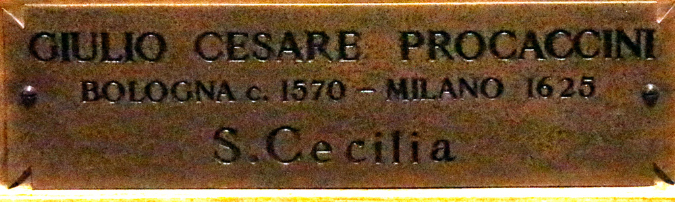 GIULIO CESARE PROCACCINI
BOLOGNA c. 1570 - MILANO 1625
S. Cecilia